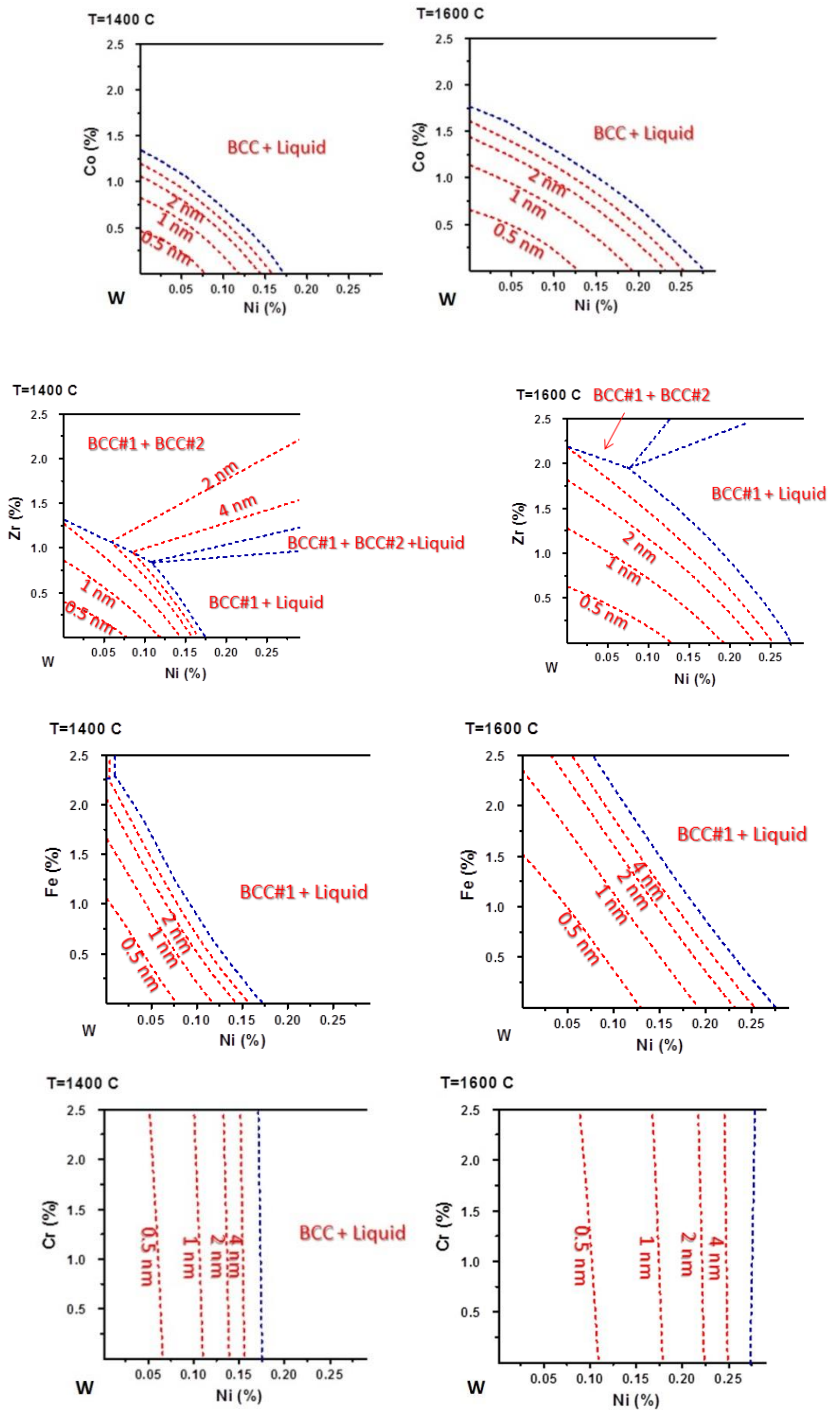 T=1400 C
2.5
2.0
1.5
1.0
0.5
Co (%)
BCC + Liquid
2 nm
1 nm
0.5 nm
0.05 0.10 0.15 0.20 0.25
W
Ni (%)
T=1600 C
2.5
2.0
1.5
1.0
0.5
Co (%)
BCC + Liquid
2 nm
1 nm
0.5 nm
0.05 0.10 0.15 0.20 0.25
W
Ni (%)
T=1400 C
2.5
2.0
1.5
1.0
0.5
Zr (%)
BCC#1 + BCC#2
2 nm
4 nm
BCC#1 + BCC#2 +Liquid
BCC#1 + Liquid
1 nm
0.5 nm
0.05 0.10 0.15 0.20 0.25
W
Ni (%)
T=1600 C
BCC#1 + BCC#2
2.5
2.0
1.5
1.0
0.5
Zr (%)
BCC#1 + Liquid
2 nm
1 nm
0.5 nm
0.05 0.10 0.15 0.20 0.25
W
Ni (%)
T=1400 C
2.5
2.0
1.5
1.0
0.5
Fe (%)
BCC#1 + Liquid
2 nm
1 nm
0.5 nm
0.05 0.10 0.15 0.20 0.25
W
Ni (%)
T=1600 C
2.5
2.0
1.5
1.0
0.5
Fe (%)
BCC#1 + Liquid
4 nm
2 nm
1 nm
0.5 nm
0.05 0.10 0.15 0.20 0.25
W
Ni (%)
T=1400 C
2.5
2.0
1.5
1.0
0.5
Cr (%)
0.5 nm
1 nm
2 nm
4 nm
BCC + Liquid
0.05 0.10 0.15 0.20 0.25
W
Ni (%)
T=1600 C
2.5
2.0
1.5
1.0
0.5
Cr (%)
0.5 nm
1 nm
2 nm
4 nm
0.05 0.10 0.15 0.20 0.25
W
Ni (%)